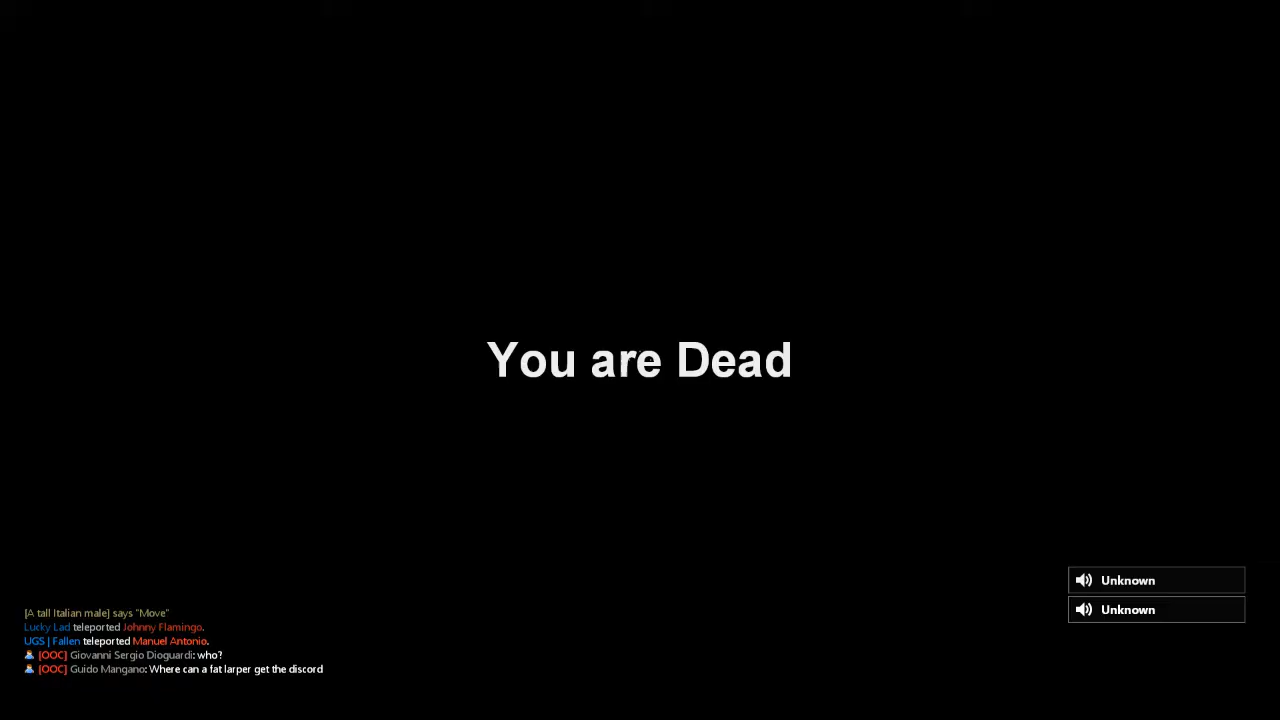 You are Dead
Unknown
Unknown
[A tall Italian male] says "Move"
Lucky Lad teleported Johnny Flamingo.
UGS | Fallen teleported Manuel Antonio.
[OOC] Giovanni Sergio Dioguardi: who?
[OOC] Guido Mangano: Where can a fat larper get the discord